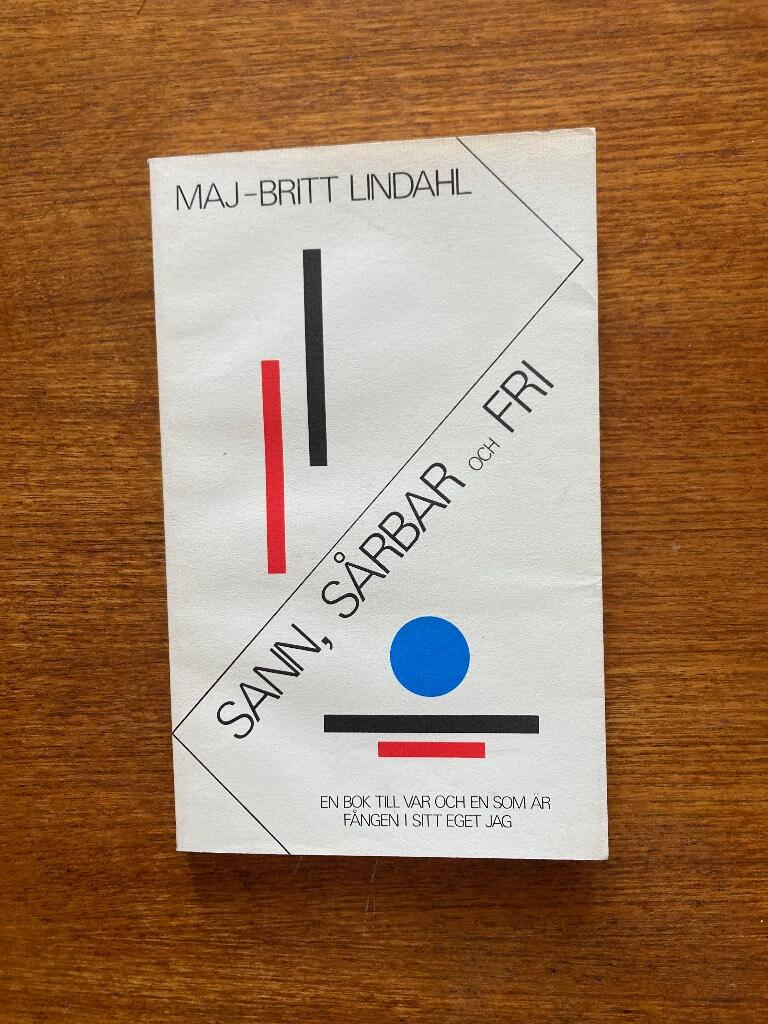 MAJ-BRITT LINDAHL
SANN, SÅRBAR OCH FRI
EN BOK TILL VAR OCH EN SOM ÄR
FÅNGEN I SITT EGET JAG